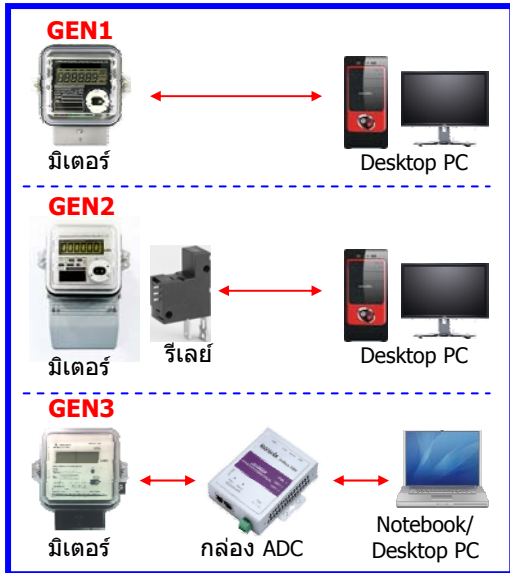 GEN1
มิเตอร์
Desktop PC
GEN2
รีเลย์
มิเตอร์
Desktop PC
GEN3
มิเตอร์
กล่อง ADC
Notebook/
Desktop PC